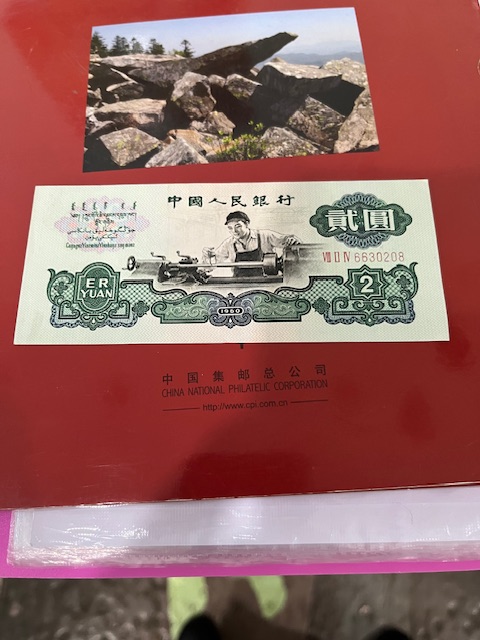 中國人民銀行
貳圓
VIII II IV 6630208
ER
YUAN
1960
2
中国集邮总公司
CHINA NATIONAL PHILATELIC CORPORATION
http://www.cpi.com.cn